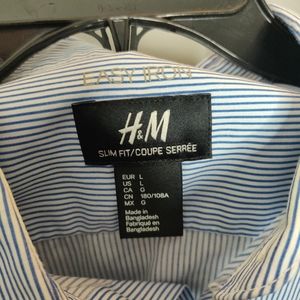 EASY IRON
H&M
SLIM FIT/COUPE SERRÉE
EUR L
US L
CA G
CN 180/108A
MX G
Made in
Bangladesh
Fabriqué en
Bangladesh